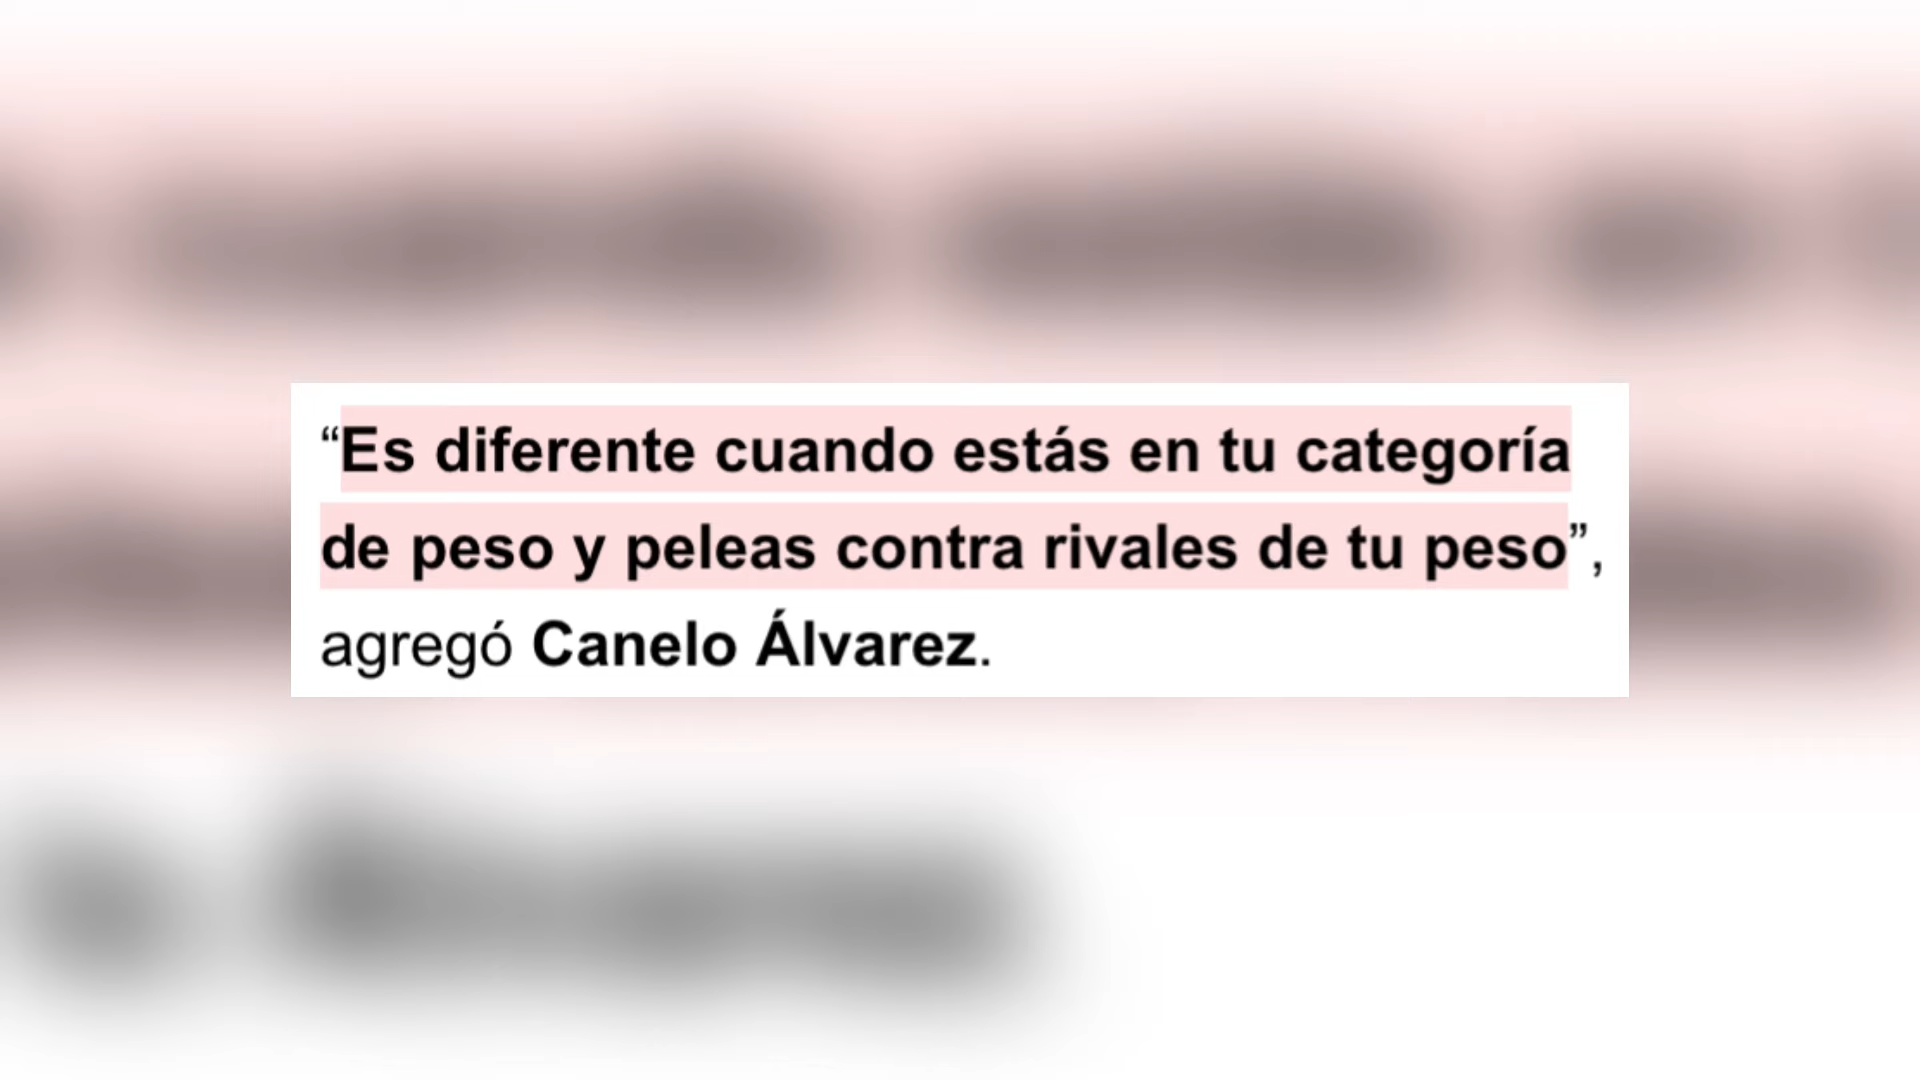 “Es diferente cuando estás en tu categoría
de peso y peleas contra rivales de tu peso”,
agregó Canelo Álvarez.